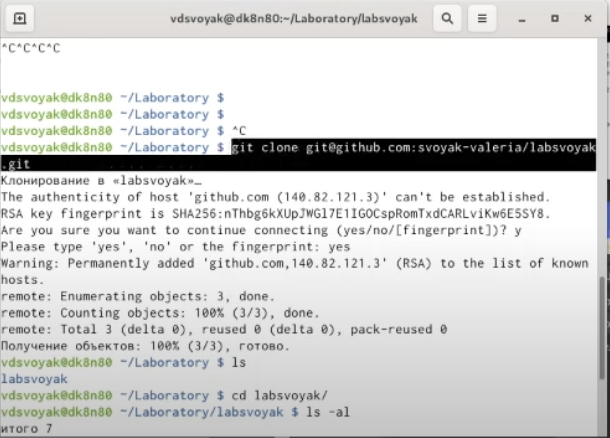 vdsvoyak@dk8n80:~/Laboratory/labsvoyak
^C^C^C^C
vdsvoyak@dk8n80 ~/Laboratory $
vdsvoyak@dk8n80 ~/Laboratory $
vdsvoyak@dk8n80 ~/Laboratory $ ^C
vdsvoyak@dk8n80 ~/Laboratory $ git clone git@github.com:svoyak-valeria/labsvoyak
.git
Клонирование в «labsvoyak»…
The authenticity of host 'github.com (140.82.121.3)' can't be established.
RSA key fingerprint is SHA256:nThbg6kXUpJWGl7E1IGOCspRomTxdCARLviKw6E5SY8.
Are you sure you want to continue connecting (yes/no/[fingerprint])? y
Please type 'yes', 'no' or the fingerprint: yes
Warning: Permanently added 'github.com,140.82.121.3' (RSA) to the list of known
hosts.
remote: Enumerating objects: 3, done.
remote: Counting objects: 100% (3/3), done.
remote: Total 3 (delta 0), reused 0 (delta 0), pack-reused 0
Получение объектов: 100% (3/3), готово.
vdsvoyak@dk8n80 ~/Laboratory $ ls
labsvoyak
vdsvoyak@dk8n80 ~/Laboratory $ cd labsvoyak/
vdsvoyak@dk8n80 ~/Laboratory/labsvoyak $ ls -al
итого 7